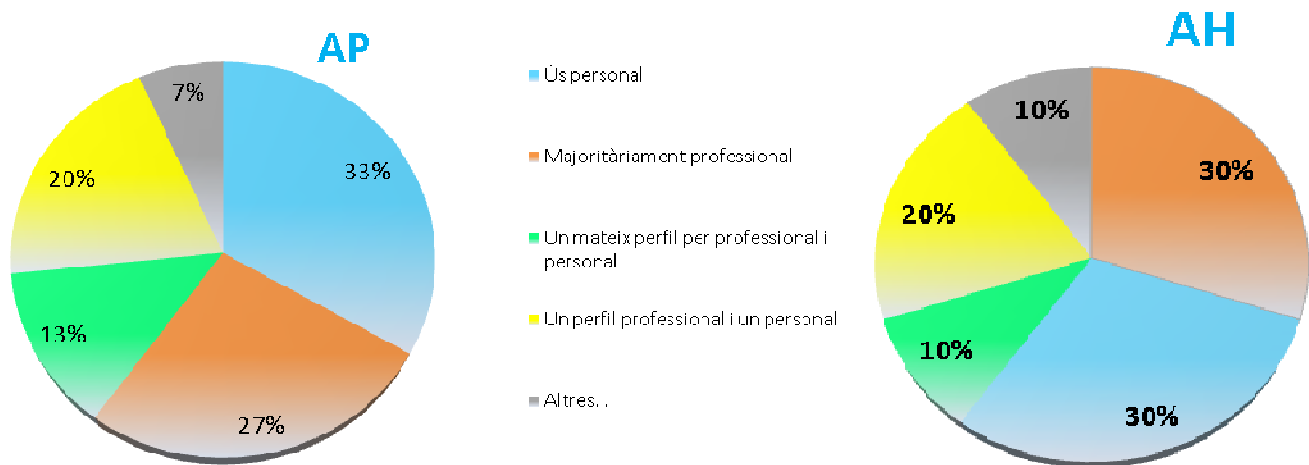 AP
7%
33%
20%
13%
27%
Ús personal
Majoritàriament professional
Un mateix perfil per professional i
personal
Un perfil professional i un personal
Altres...
AH
10%
30%
20%
10%
30%